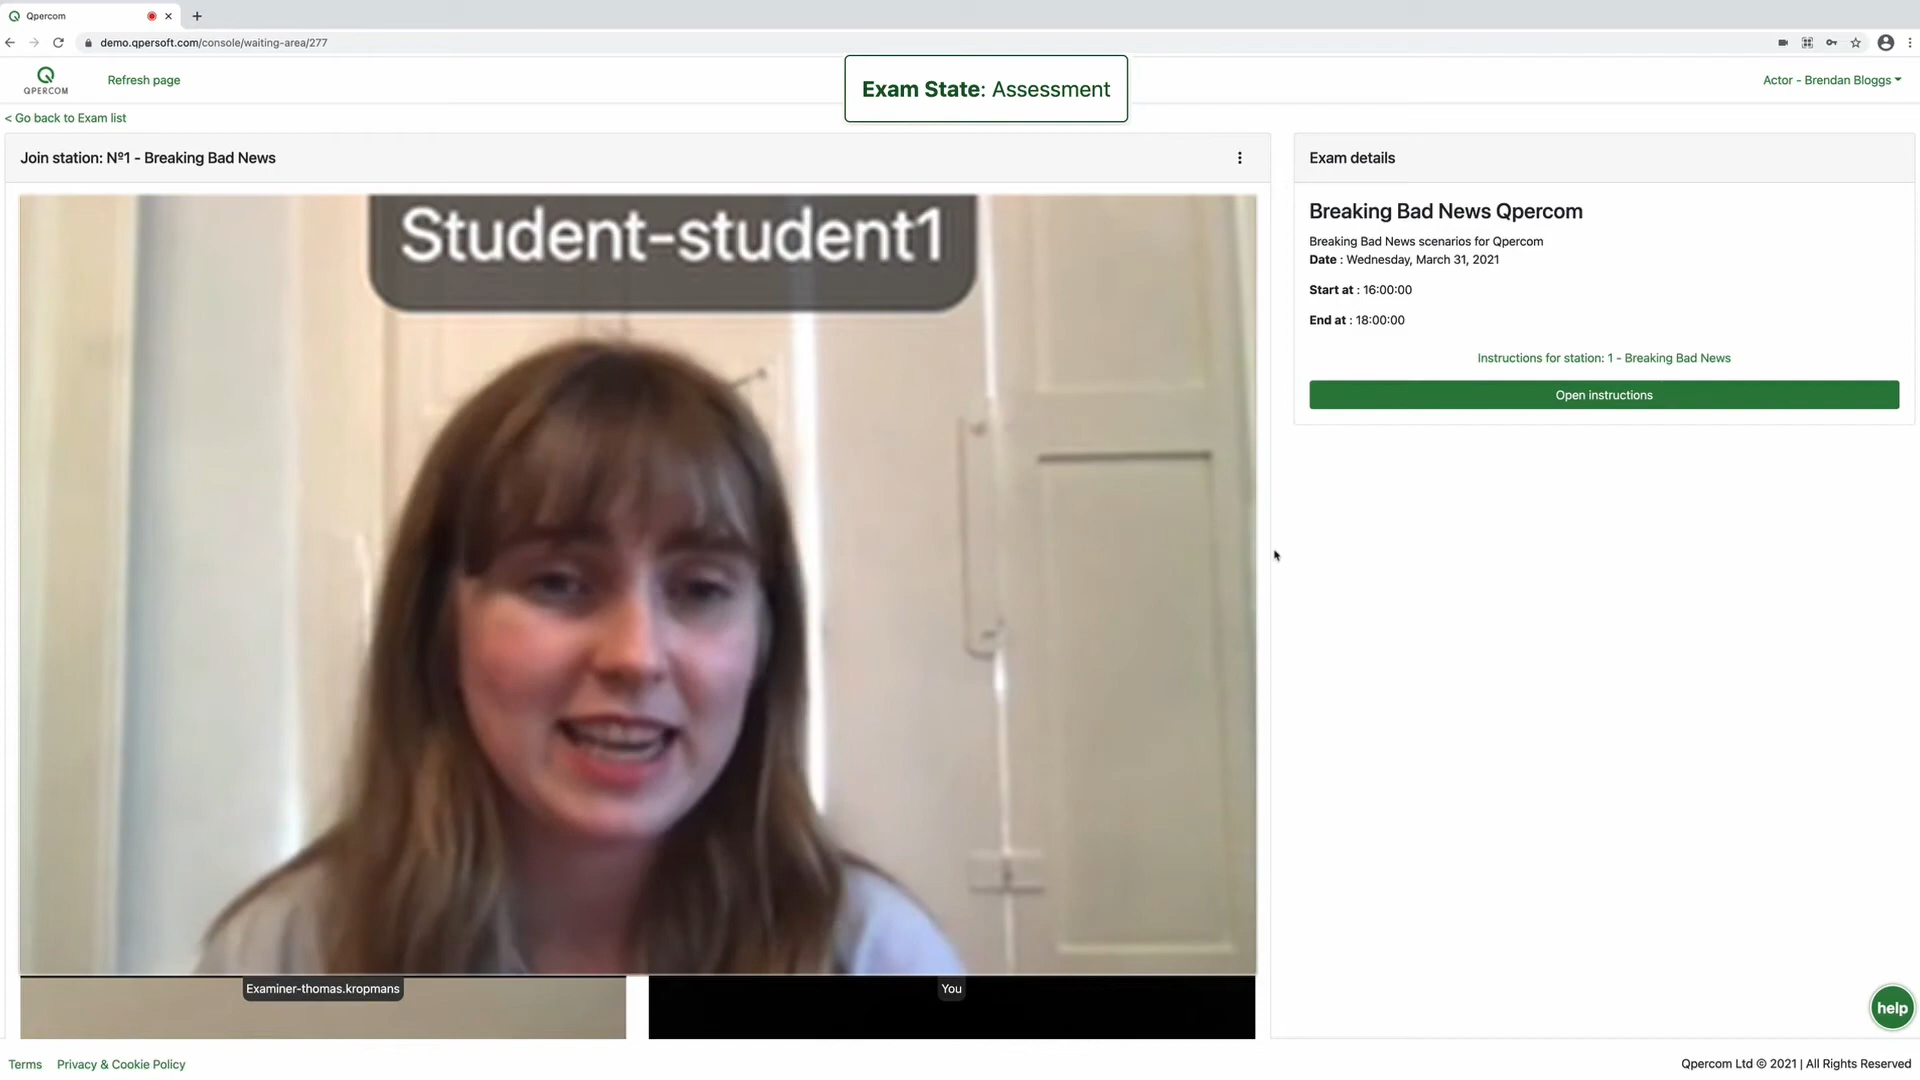 Qpercom
demo.qpersoft.com/console/waiting-area/277
QPERCOM
Refresh page
Exam State: Assessment
Actor - Brendan Bloggs
< Go back to Exam list
Join station: Nº1 - Breaking Bad News
Student-student1
Exam details
Breaking Bad News Qpercom
Breaking Bad News scenarios for Qpercom
Date : Wednesday, March 31, 2021
Start at : 16:00:00
End at : 18:00:00
Instructions for station: 1 - Breaking Bad News
Open instructions
Examiner-thomas.kropmans
You
help
Terms
Privacy & Cookie Policy
Qpercom Ltd © 2021 | All Rights Reserved